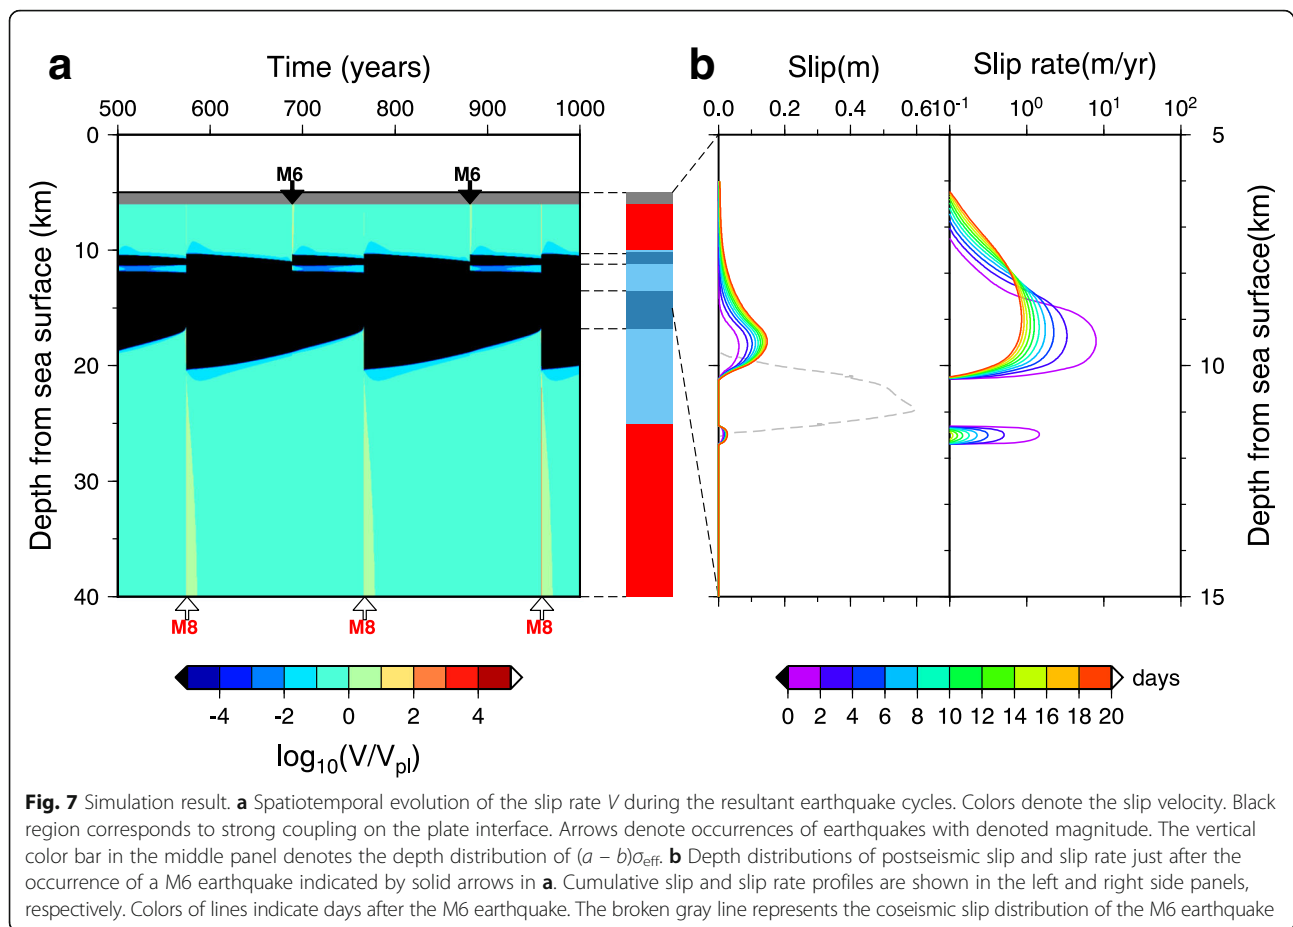 a
Time (years)
500 600 700 800 900 1000
0
10
20
30
40
Depth from sea surface (km)
M6 M6
M8 M8 M8
-4 -2 0 2 4
log10(V/Vpl)
b
Slip(m) Slip rate(m/yr)
0.0 0.2 0.4 0.6 10-1 100 101 102
5
10
15
Depth from sea surface(km)
days
0 2 4 6 8 10 12 14 16 18 20
Fig. 7 Simulation result. a Spatiotemporal evolution of the slip rate V during the resultant earthquake cycles. Colors denote the slip velocity. Black
region corresponds to strong coupling on the plate interface. Arrows denote occurrences of earthquakes with denoted magnitude. The vertical
color bar in the middle panel denotes the depth distribution of (a – b)σeff. b Depth distributions of postseismic slip and slip rate just after the
occurrence of a M6 earthquake indicated by solid arrows in a. Cumulative slip and slip rate profiles are shown in the left and right side panels,
respectively. Colors of lines indicate days after the M6 earthquake. The broken gray line represents the coseismic slip distribution of the M6 earthquake